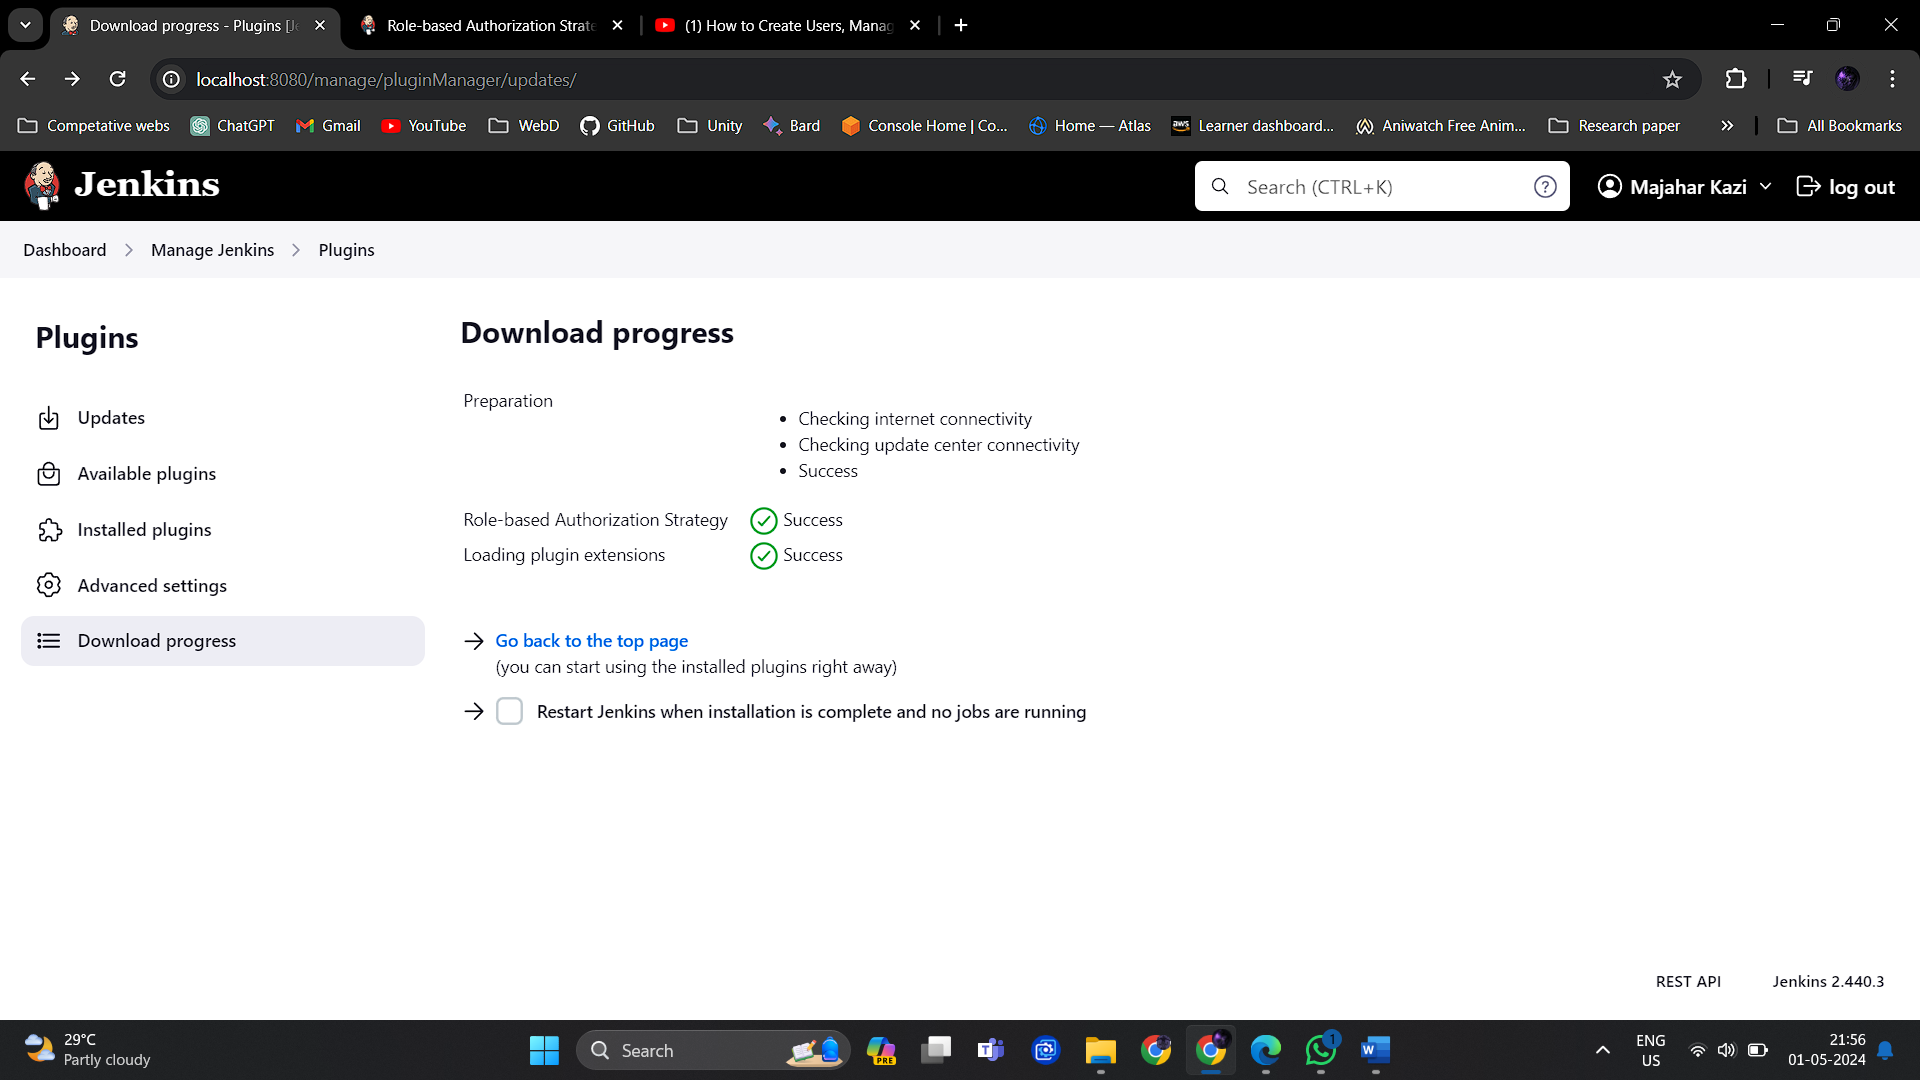 Download progress - Plugins [Je
Role-based Authorization Strate
(1) How to Create Users, Manag
localhost:8080/manage/pluginManager/updates/
Competative webs
ChatGPT
Gmail
YouTube
WebD
GitHub
Unity
Bard
Console Home | Co...
Home — Atlas
aws
Learner dashboard...
Aniwatch Free Anim...
Research paper
All Bookmarks
Jenkins
Search (CTRL+K)
Majahar Kazi
log out
Dashboard
Manage Jenkins
Plugins
Plugins
Updates
Available plugins
Installed plugins
Advanced settings
Download progress
Download progress
Preparation
• Checking internet connectivity
• Checking update center connectivity
• Success
Role-based Authorization Strategy Success
Loading plugin extensions Success
→ Go back to the top page
(you can start using the installed plugins right away)
→ Restart Jenkins when installation is complete and no jobs are running
REST API
Jenkins 2.440.3
29°C
Partly cloudy
Search
PRE
1
ENG
US
21:56
01-05-2024